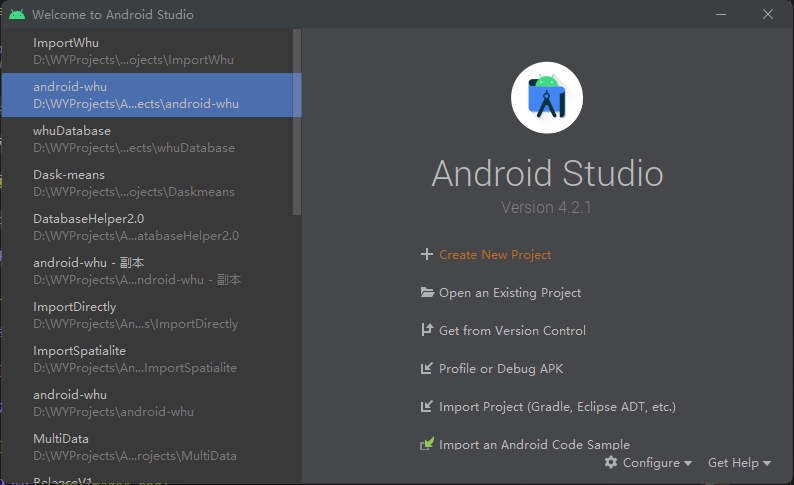 Welcome to Android Studio
ImportWhu
D:\WYProjects\...ojects\ImportWhu
android-whu
D:\WYProjects\A...ects\android-whu
whuDatabase
D:\WYProjects\...ects\whuDatabase
Dask-means
D:\WYProjects\...ojects\Daskmeans
DatabaseHelper2.0
D:\WYProjects\A...atabaseHelper2.0
android-whu - 副本
D:\WYProjects\A...ndroid-whu - 副本
ImportDirectly
D:\WYProjects\An...s\ImportDirectly
ImportSpatialite
D:\WYProjects\An...ImportSpatialite
android-whu
D:\WYProjects\android-whu
MultiData
D:\WYProjects\A...rojects\MultiData
Android Studio
Version 4.2.1
Create New Project
Open an Existing Project
Get from Version Control
Profile or Debug APK
Import Project (Gradle, Eclipse ADT, etc.)
Import an Android Code Sample
Configure
Get Help